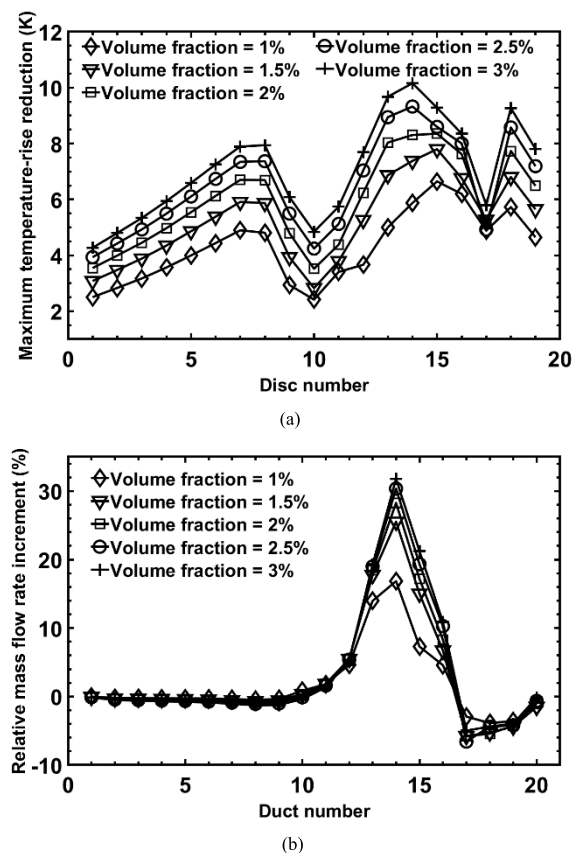 Maximum temperature-rise reduction (K)
12
10
8
6
4
2
Volume fraction = 1%
Volume fraction = 2.5%
Volume fraction = 1.5%
Volume fraction = 3%
Volume fraction = 2%
0
5
10
15
20
Disc number
(a)
Relative mass flow rate increment (%)
30
20
10
0
-10
Volume fraction = 1%
Volume fraction = 1.5%
Volume fraction = 2%
Volume fraction = 2.5%
Volume fraction = 3%
0
5
10
15
20
Duct number
(b)